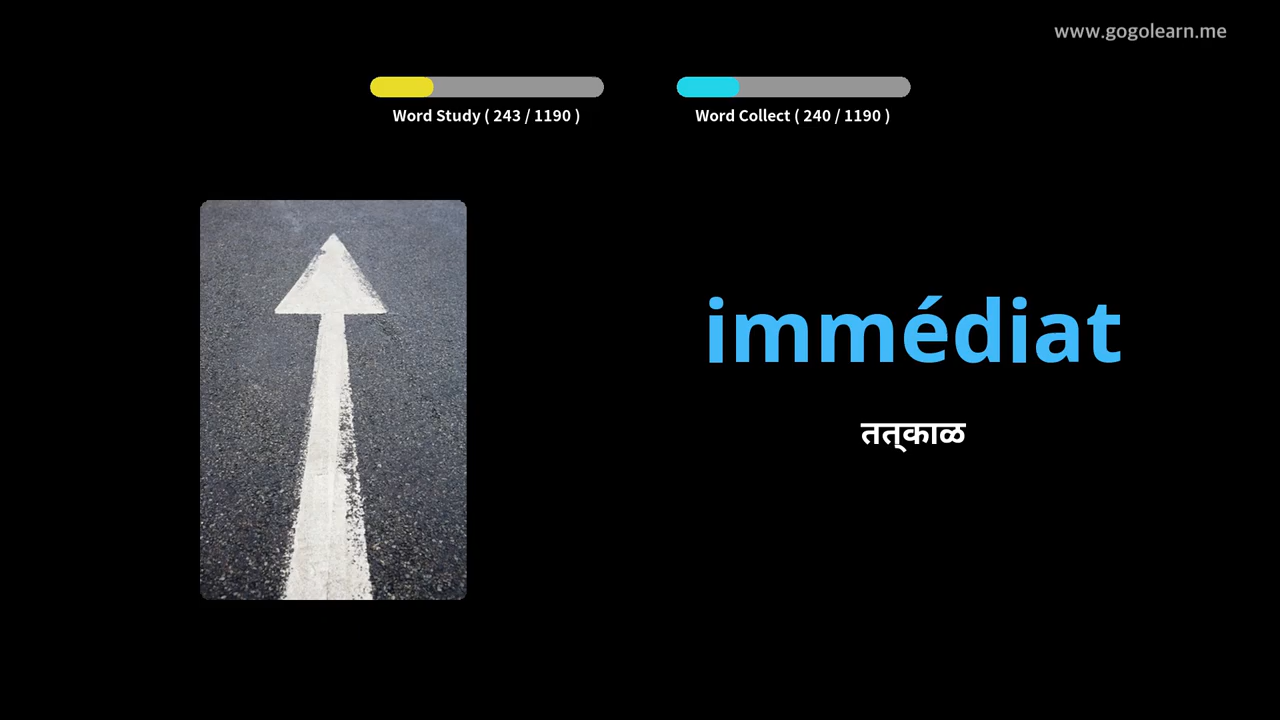 www.gogolearn.me
Word Study ( 243 / 1190 )
Word Collect ( 240 / 1190 )
immédiat
तत्काळ